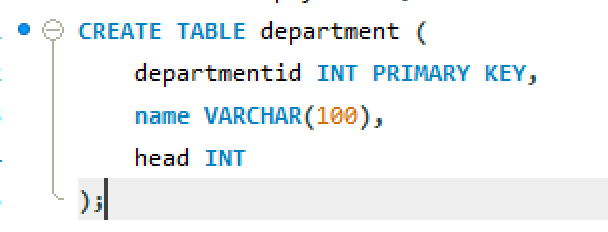 CREATE TABLE department (
departmentid INT PRIMARY KEY,
name VARCHAR(100),
head INT
);